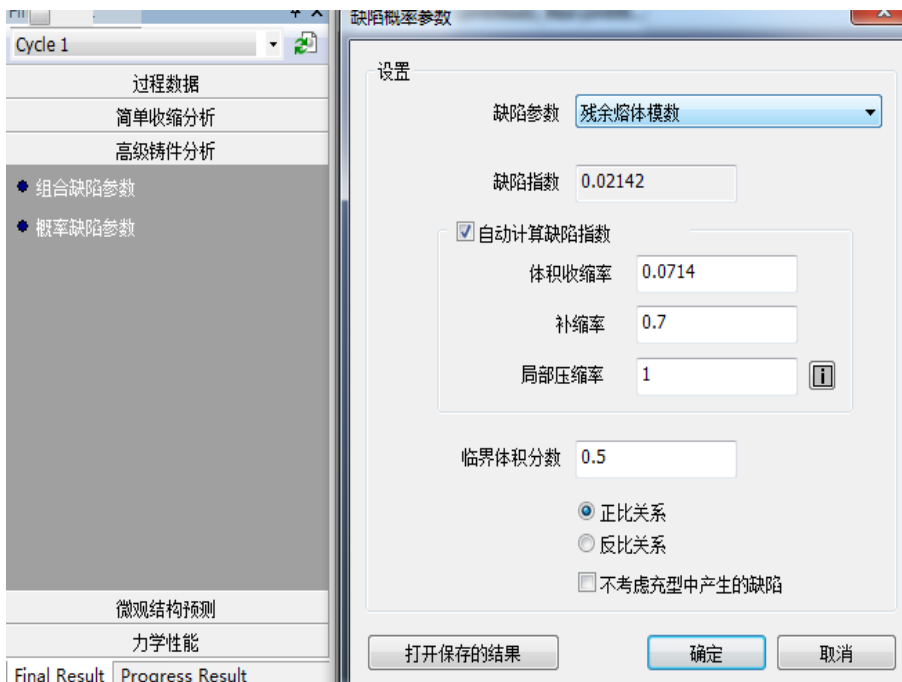 缺陷概率参数
Cycle 1
过程数据
简单收缩分析
高级铸件分析
组合缺陷参数
概率缺陷参数
微观结构预测
力学性能
Final Result
Progress Result
设置
缺陷参数
残余熔体模数
缺陷指数
0.02142
自动计算缺陷指数
体积收缩率
0.0714
补缩率
0.7
局部压缩率
1
临界体积分数
0.5
正比关系
反比关系
不考虑充型中产生的缺陷
打开保存的结果
确定
取消